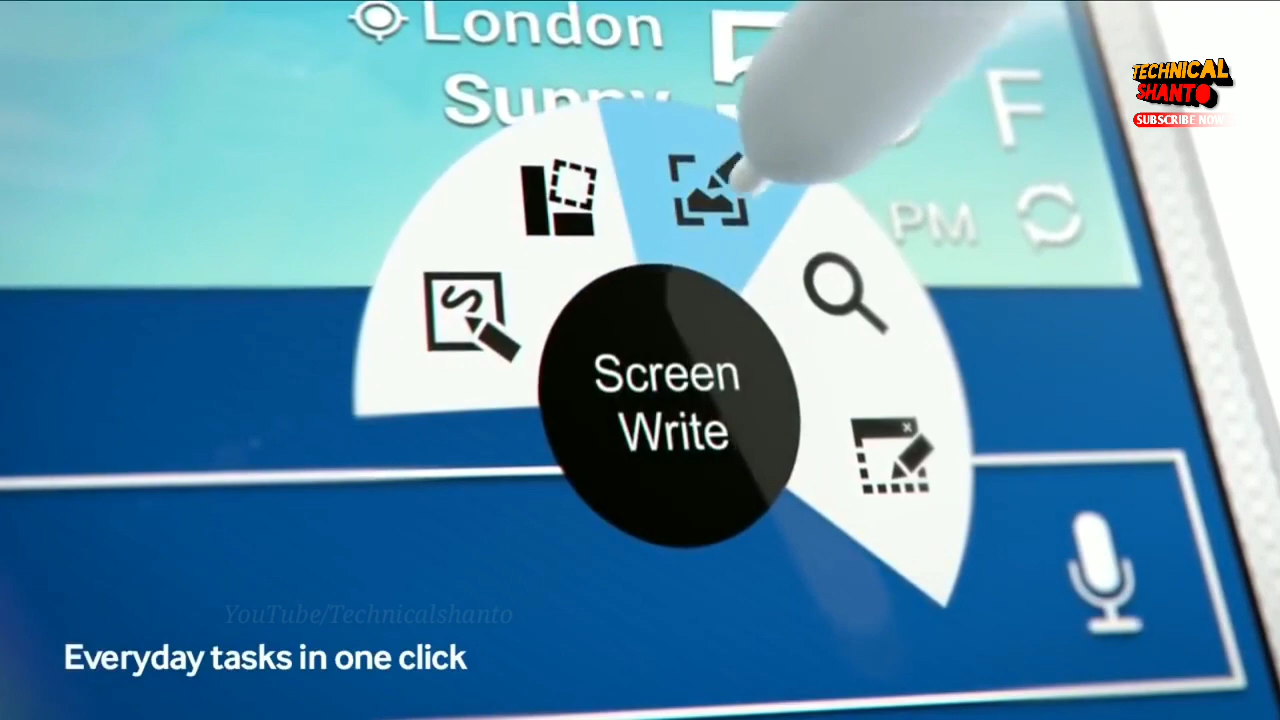 London
Sunny
F
PM
TECHNICAL
SHANTO
SUBSCRIBE NOW
S
Screen
Write
x
YouTube/Technicalshanto
Everyday tasks in one click